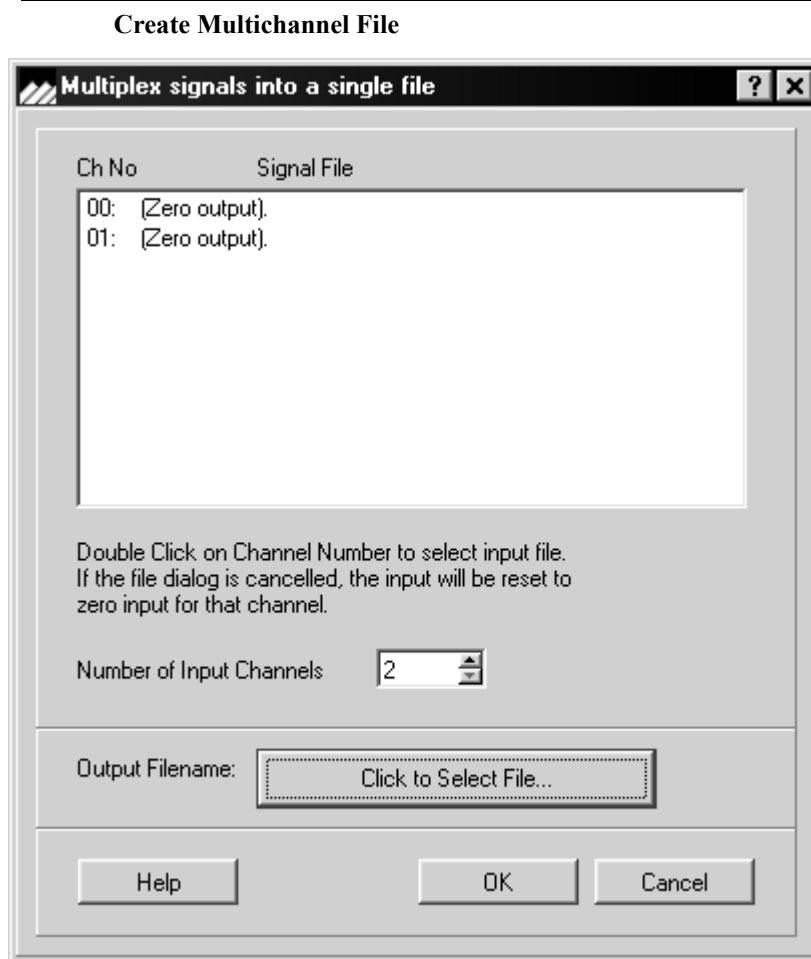 Create Multichannel File
Multiplex signals into a single file
Ch No Signal File
00: (Zero output).
01: (Zero output).
Double Click on Channel Number to select input file.
If the file dialog is cancelled, the input will be reset to
zero input for that channel.
Number of Input Channels 2
Output Filename: Click to Select File...
Help OK Cancel